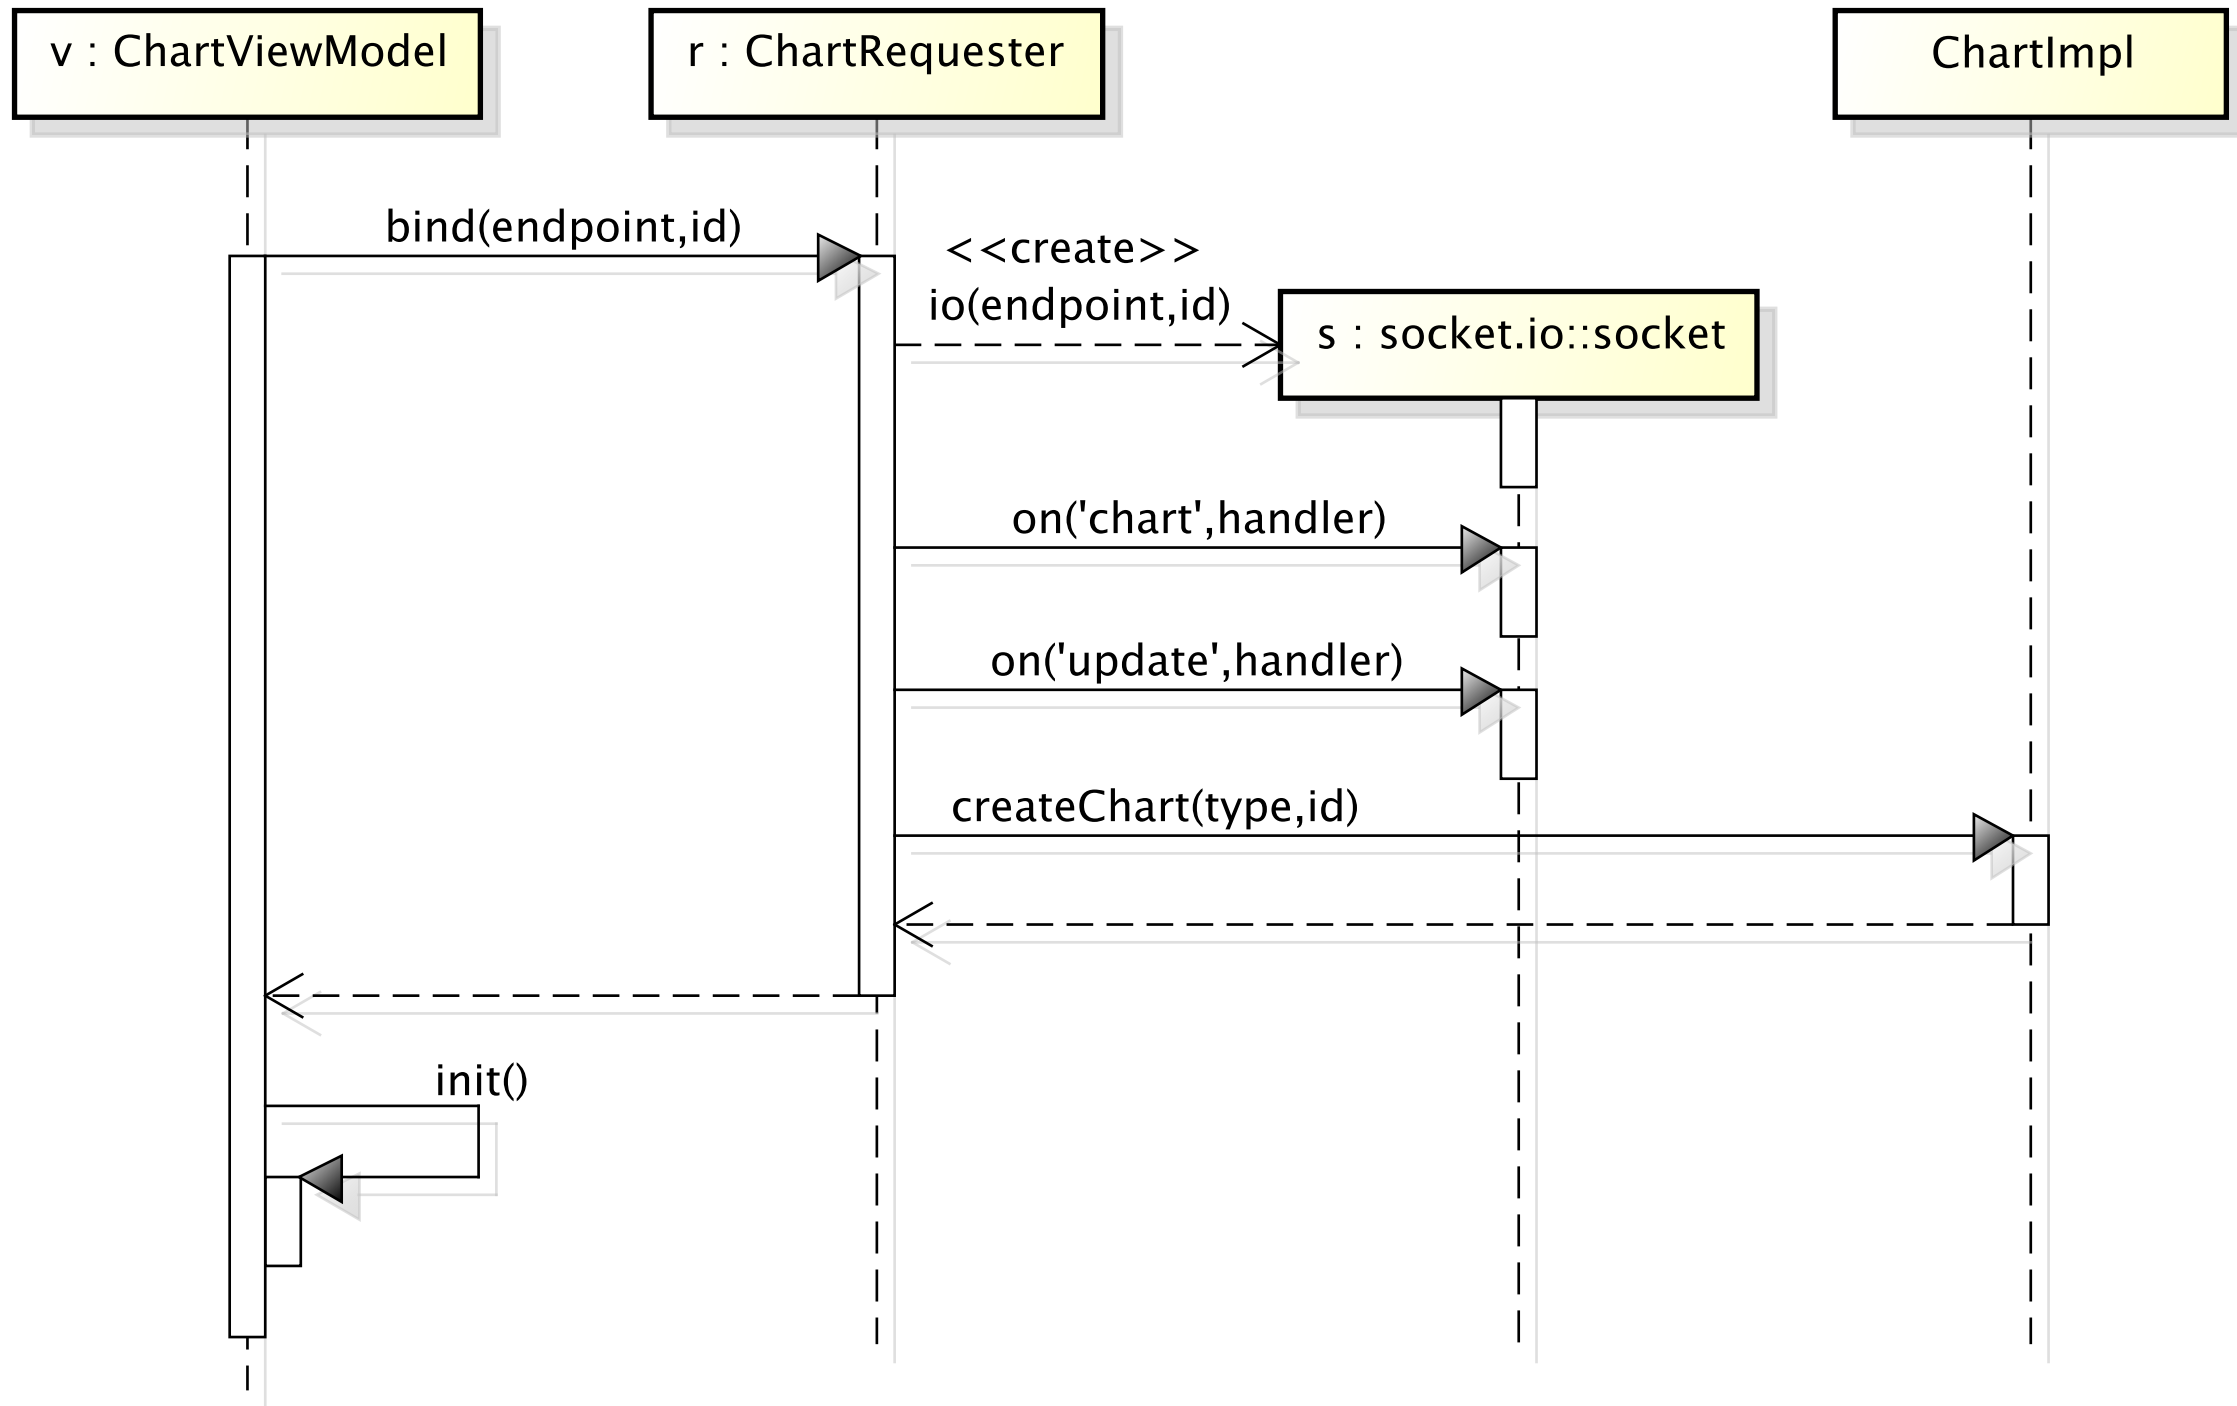 v : ChartViewModel
r : ChartRequester
ChartImpl
bind(endpoint,id)
<<create>>
io(endpoint,id)
s : socket.io::socket
on('chart',handler)
on('update',handler)
createChart(type,id)
init()